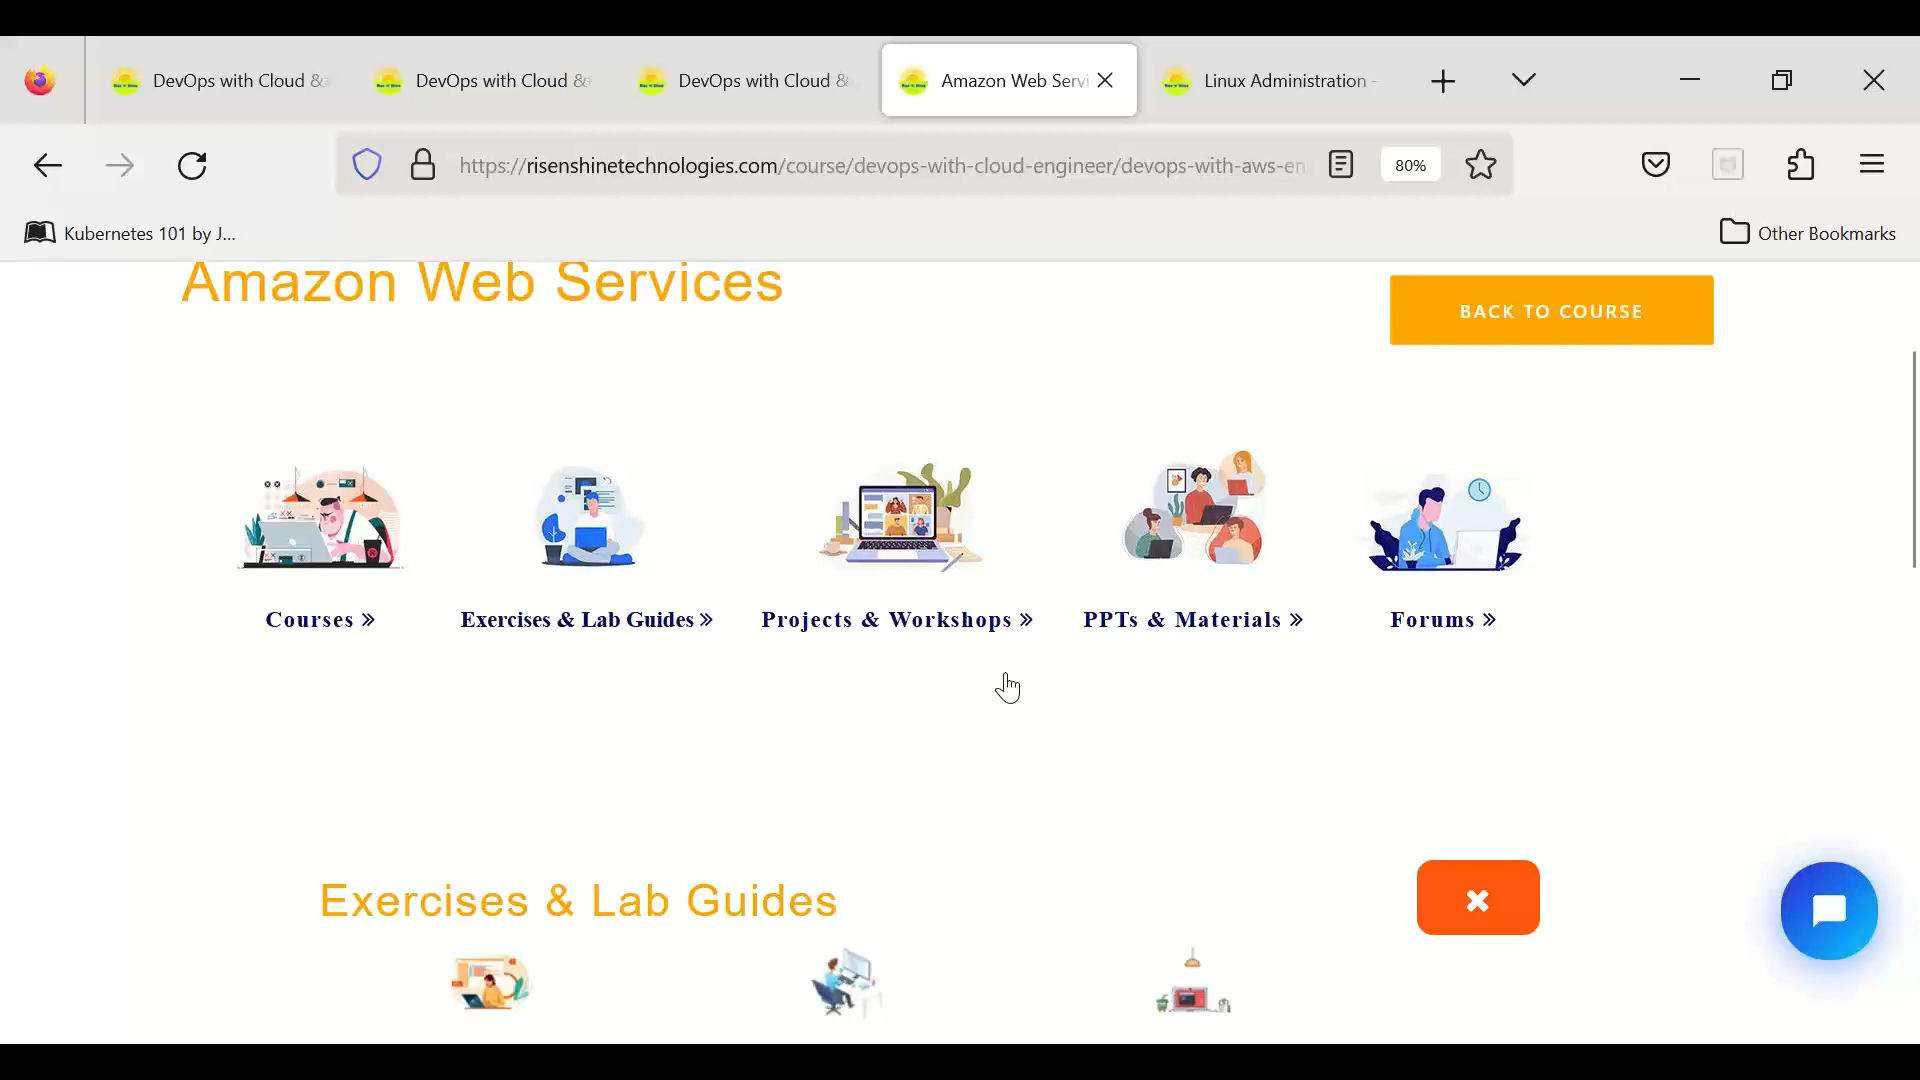 DevOps with Cloud &
DevOps with Cloud &
DevOps with Cloud &
Amazon Web Servi
Linux Administration -
https://risenshinetechnologies.com/course/devops-with-cloud-engineer/devops-with-aws-en
80%
Kubernetes 101 by J...
Other Bookmarks
Amazon Web Services
BACK TO COURSE
Courses »
Exercises & Lab Guides »
Projects & Workshops »
PPTs & Materials »
Forums »
Exercises & Lab Guides